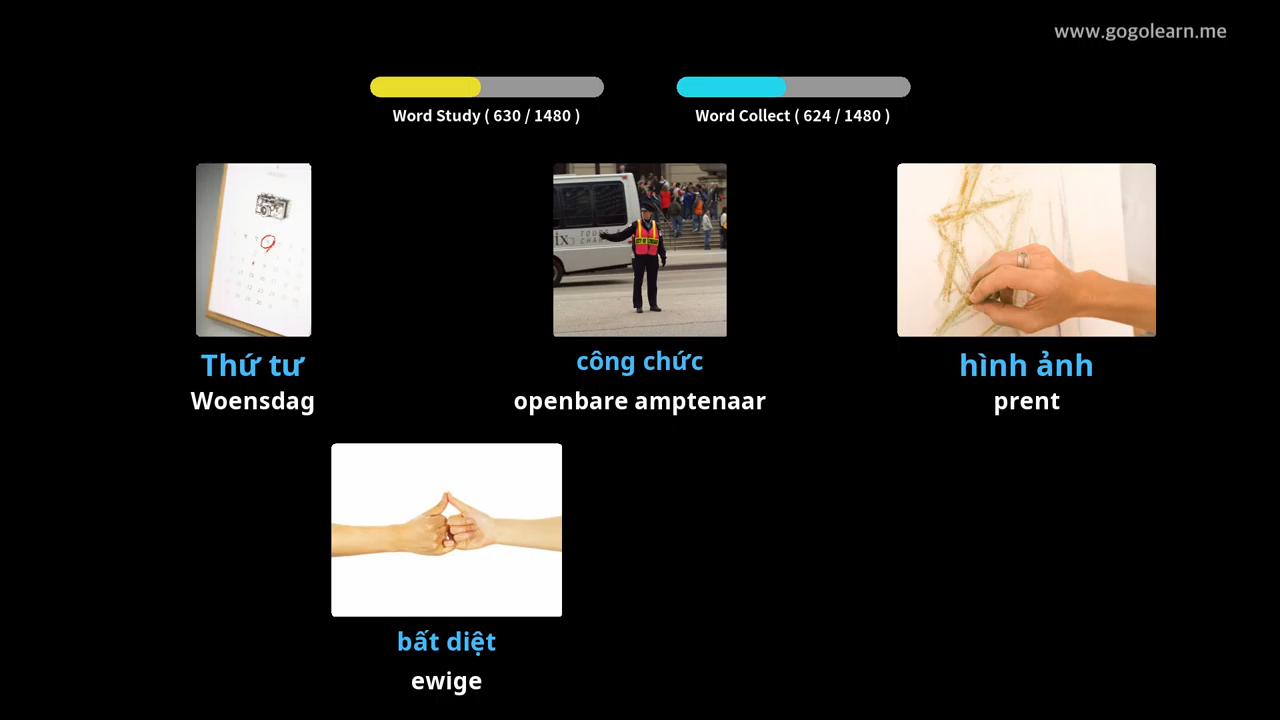 www.gogolearn.me
Word Study ( 630 / 1480 )
Word Collect ( 624 / 1480 )
Thứ tư
Woensdag
công chức
openbare amptenaar
hình ảnh
prent
bất diệt
ewige